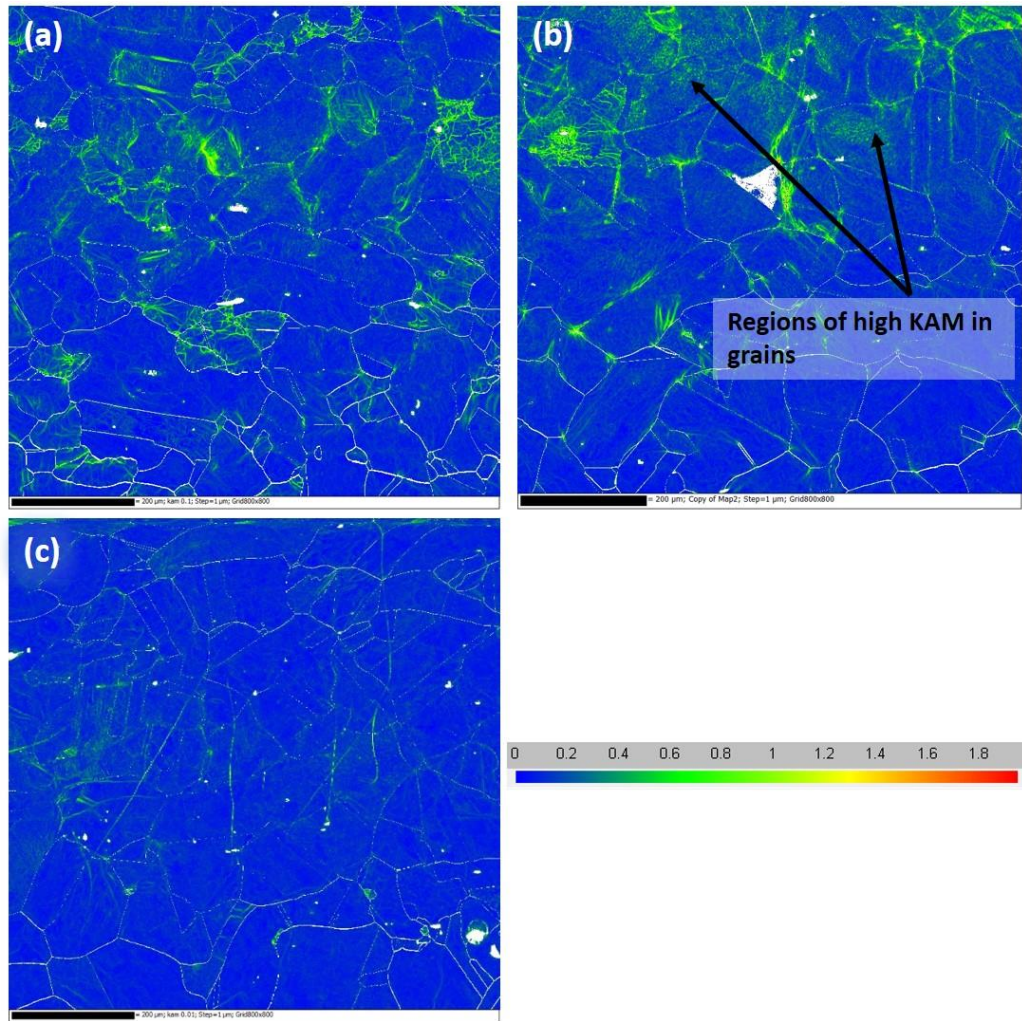 (a)
(b)
Regions of high KAM in
grains
= 200 µm; kam 0.1; Step=1 µm; Grid800x800
= 200 µm; Copy of Map2; Step=1 µm; Grid800x800
(c)
0 0.2 0.4 0.6 0.8 1 1.2 1.4 1.6 1.8
= 200 µm; kam 0.01; Step=1 µm; Grid800x800